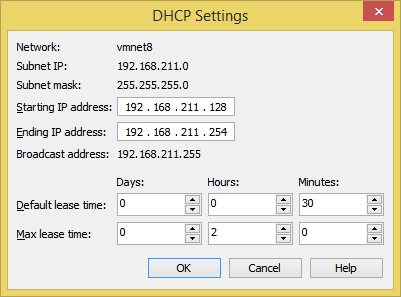 DHCP Settings
Network: vmnet8
Subnet IP: 192.168.211.0
Subnet mask: 255.255.255.0
Starting IP address: 192 . 168 . 211 . 128
Ending IP address: 192 . 168 . 211 . 254
Broadcast address: 192.168.211.255
Days: Hours: Minutes:
Default lease time: 0 0 30
Max lease time: 0 2 0
OK Cancel Help